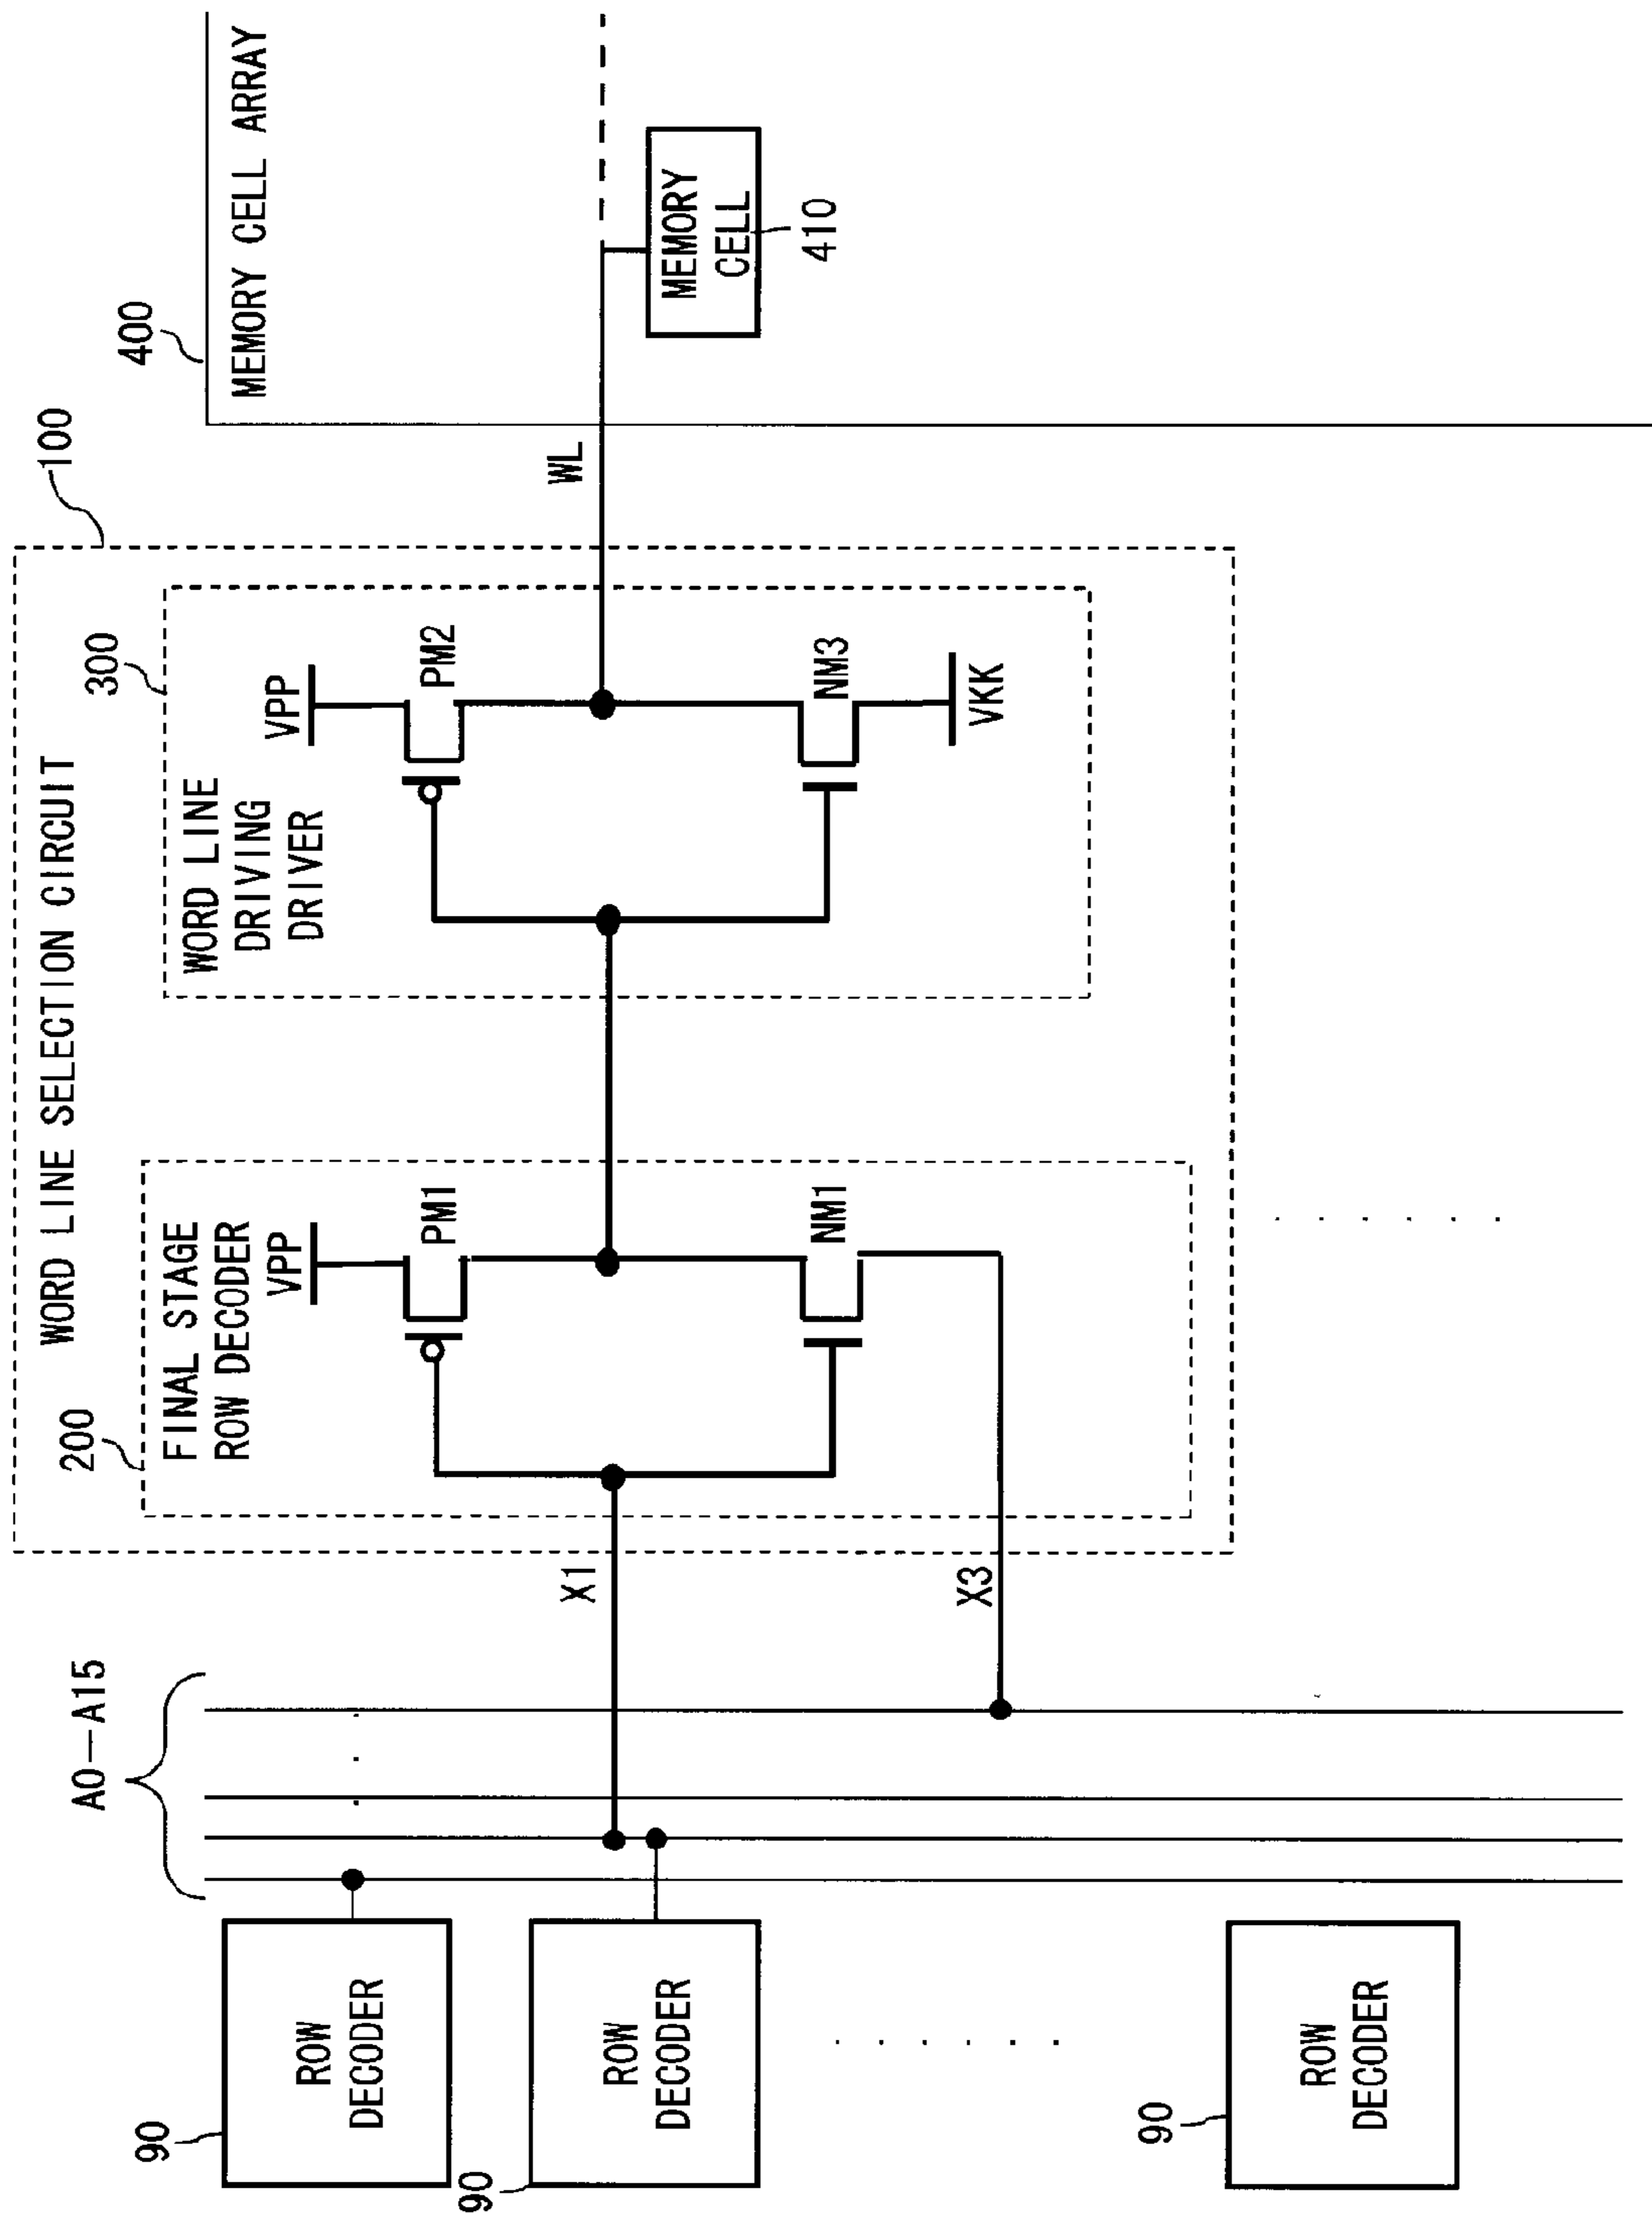 WORD LINE SELECTION CIRCUIT
100
200
FINAL STAGE
ROW DECODER
VPP
PM1
NM1
300
WORD LINE
DRIVING
DRIVER
VPP
PM2
NM3
VKK
WL
400
MEMORY CELL ARRAY
MEMORY
CELL
410
A0—A15
X1
X3
90
ROW
DECODER
90
ROW
DECODER
90
ROW
DECODER